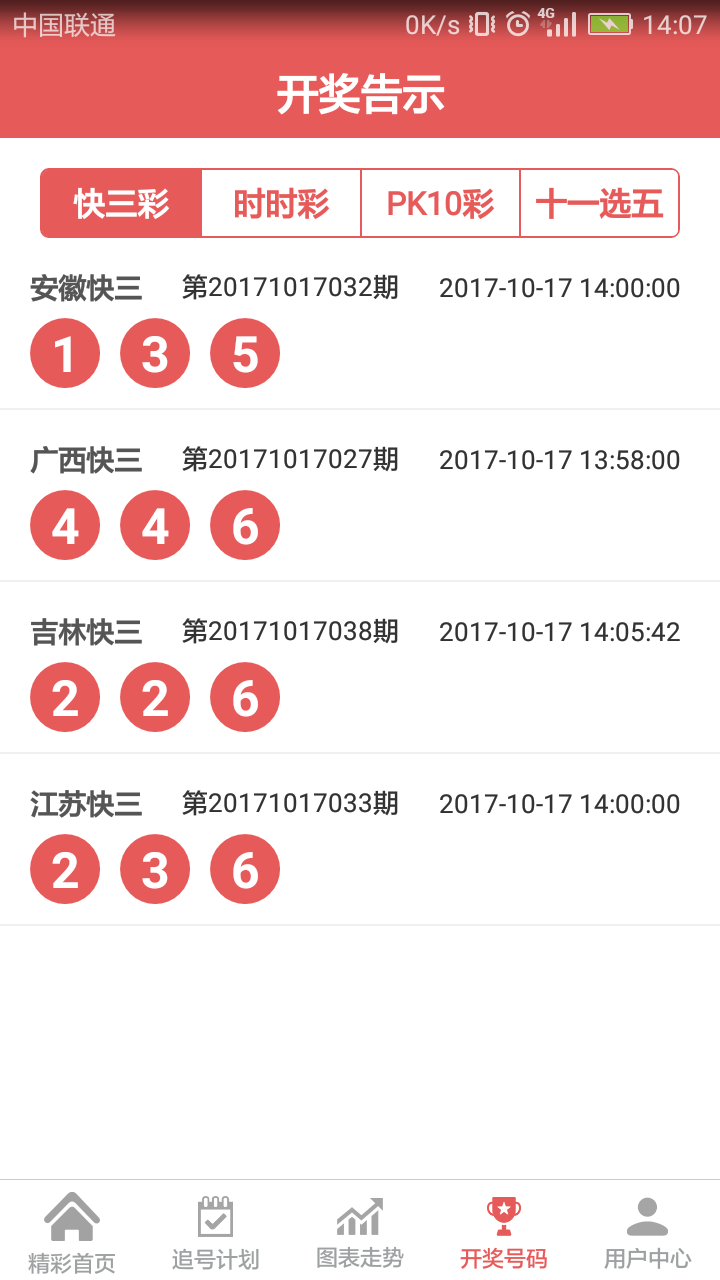 中国联通 0K/s 4G 14:07
开奖告示
快三彩 时时彩 PK10彩 十一选五
安徽快三 第20171017032期 2017-10-17 14:00:00
1 3 5
广西快三 第20171017027期 2017-10-17 13:58:00
4 4 6
吉林快三 第20171017038期 2017-10-17 14:05:42
2 2 6
江苏快三 第20171017033期 2017-10-17 14:00:00
2 3 6
精彩首页 追号计划 图表走势 开奖号码 用户中心